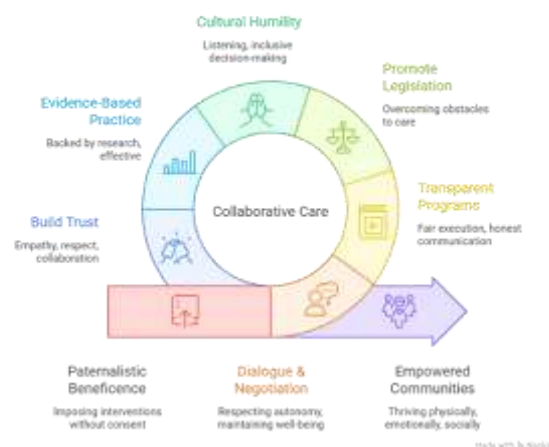 Cultural Humility
Listening, inclusive
decision-making
Promote
Legislation
Overcoming obstacles
to care
Evidence-Based
Practice
Backed by research,
effective
Transparent
Programs
Fair execution, honest
communication
Collaborative Care
Build Trust
Empathy, respect,
collaboration
Paternalistic
Beneficence
Imposing interventions
without consent
Dialogue &
Negotiation
Respecting autonomy,
maintaining well-being
Empowered
Communities
Thriving physically,
emotionally, socially
Made with